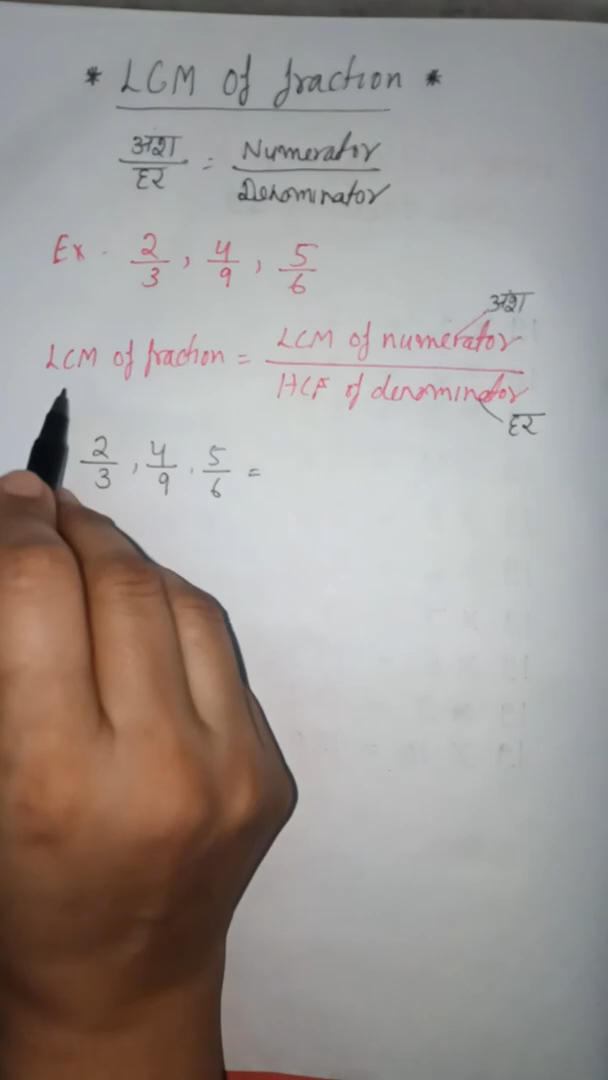 * LCM of fraction *
अंश/हर = Numerator/Denominator
Ex - 2/3, 4/9, 5/6
अंश
LCM of fraction = LCM of numerator/HCF of denominator
हर
2/3, 4/9, 5/6 =